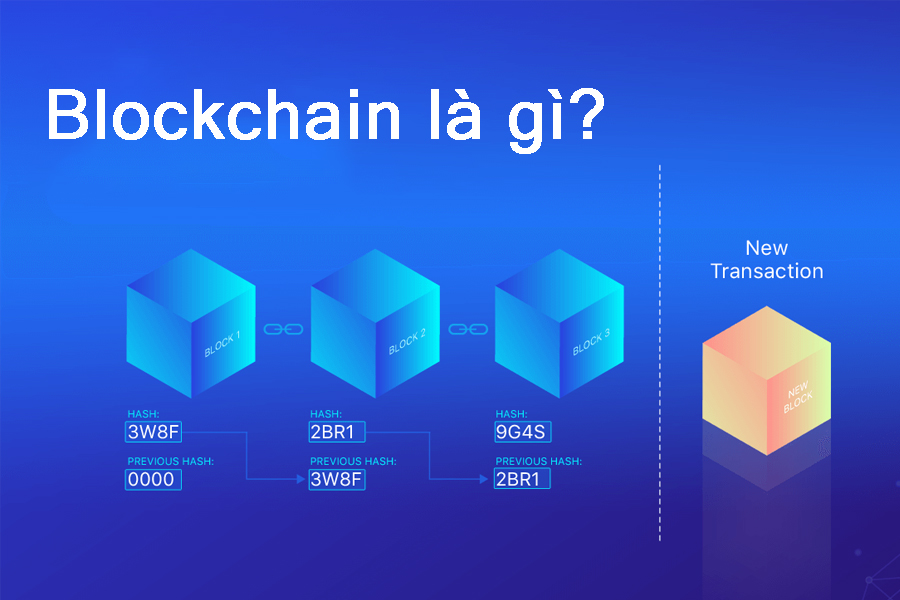 Blockchain là gì?
New
Transaction
BLOCK 1
BLOCK 2
BLOCK 3
NEW
BLOCK
HASH:
3W8F
PREVIOUS HASH:
0000
HASH:
2BR1
PREVIOUS HASH:
3W8F
HASH:
9G4S
PREVIOUS HASH:
2BR1